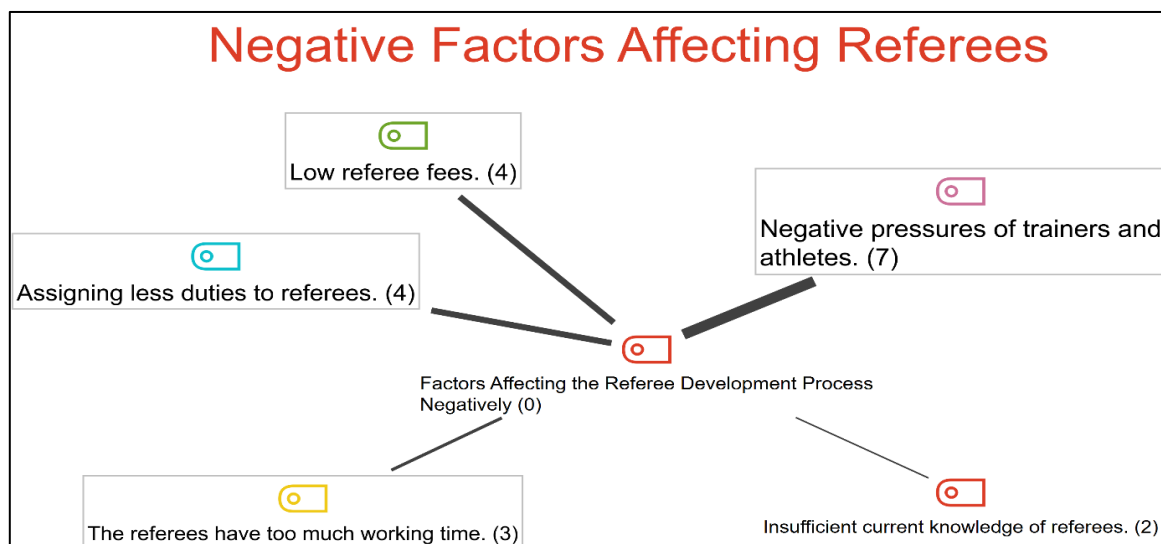 Negative Factors Affecting Referees
Low referee fees. (4)
Negative pressures of trainers and
athletes. (7)
Assigning less duties to referees. (4)
Factors Affecting the Referee Development Process
Negatively (0)
The referees have too much working time. (3)
Insufficient current knowledge of referees. (2)